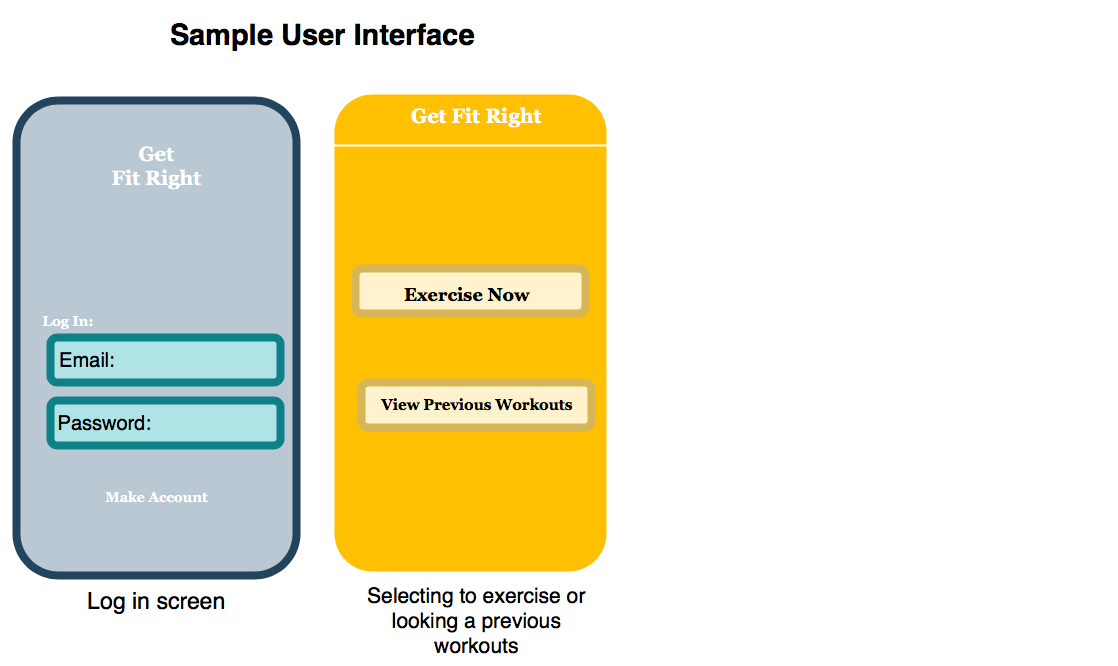 Sample User Interface
Get
Fit Right
Log In:
Email:
Password:
Make Account
Log in screen
Get Fit Right
Exercise Now
View Previous Workouts
Selecting to exercise or
looking a previous
workouts